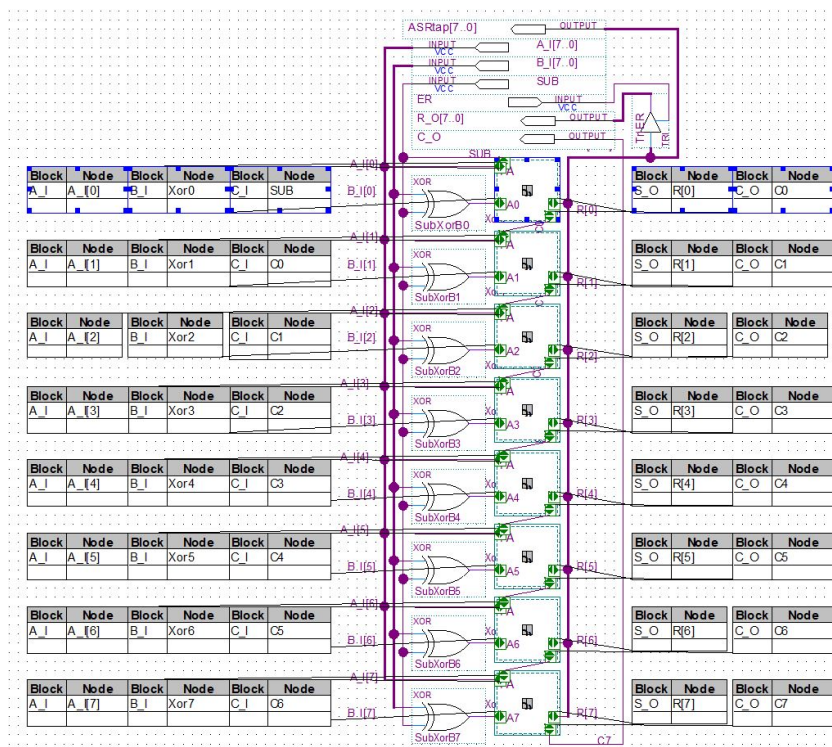 ASRtap[7..0] OUTPUT
INPUT VCC A_I[7..0]
INPUT VCC B_I[7..0]
INPUT VCC SUB
ER INPUT VCC
R_O[7..0] OUTPUT
C_O OUTPUT
TriER TRI
SUB
Block Node Block Node Block Node A_I[0] A Block Node Block Node
A_I A_I[0] B_I Xor0 C_I SUB B_I[0] XOR A0 R[0] S_O R[0] C_O C0
SubXorB0
Block Node Block Node Block Node A_I[1] A Block Node Block Node
A_I A_I[1] B_I Xor1 C_I C0 B_I[1] XOR A1 R[1] S_O R[1] C_O C1
SubXorB1
Block Node Block Node Block Node A_I[2] A Block Node Block Node
A_I A_I[2] B_I Xor2 C_I C1 B_I[2] XOR A2 R[2] S_O R[2] C_O C2
SubXorB2
Block Node Block Node Block Node A_I[3] A Block Node Block Node
A_I A_I[3] B_I Xor3 C_I C2 B_I[3] XOR Xo A3 R[3] S_O R[3] C_O C3
SubXorB3
Block Node Block Node Block Node A_I[4] A Block Node Block Node
A_I A_I[4] B_I Xor4 C_I C3 B_I[4] XOR Xo A4 R[4] S_O R[4] C_O C4
SubXorB4
Block Node Block Node Block Node A_I[5] A Block Node Block Node
A_I A_I[5] B_I Xor5 C_I C4 B_I[5] XOR Xo A5 R[5] S_O R[5] C_O C5
SubXorB5
Block Node Block Node Block Node A_I[6] A Block Node Block Node
A_I A_I[6] B_I Xor6 C_I C5 B_I[6] XOR Xo A6 R[6] S_O R[6] C_O C6
SubXorB6
Block Node Block Node Block Node A_I[7] A Block Node Block Node
A_I A_I[7] B_I Xor7 C_I C6 B_I[7] XOR Xo A7 R[7] S_O R[7] C_O C7
SubXorB7
C7